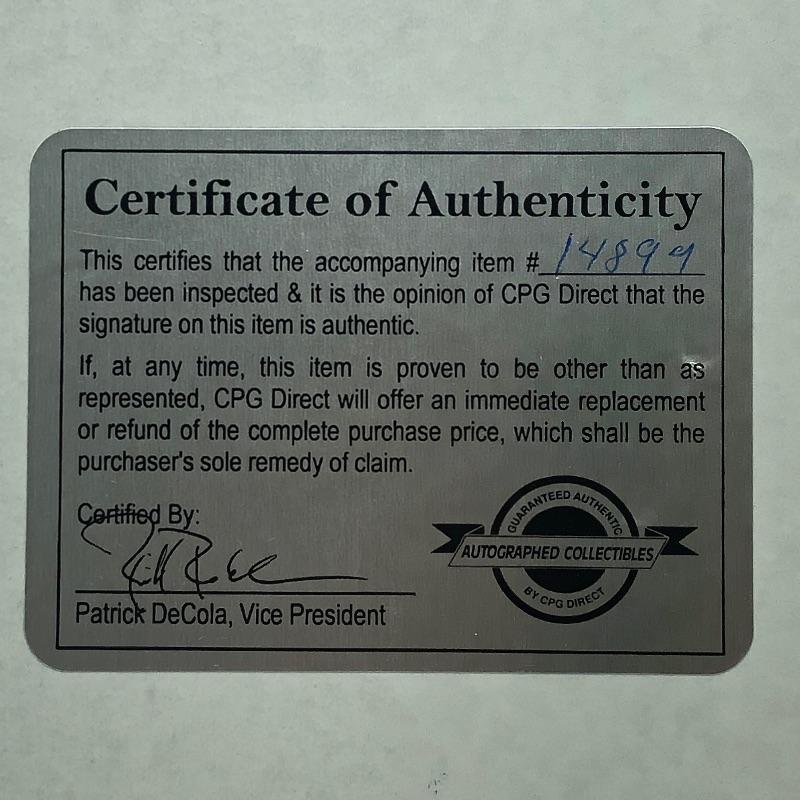 Certificate of Authenticity
This certifies that the accompanying item # 14899
has been inspected & it is the opinion of CPG Direct that the
signature on this item is authentic.
If, at any time, this item is proven to be other than as
represented, CPG Direct will offer an immediate replacement
or refund of the complete purchase price, which shall be the
purchaser's sole remedy of claim.
Certified By:
Patrick DeCola, Vice President
GUARANTEED AUTHENTIC
AUTOGRAPHED COLLECTIBLES
BY CPG DIRECT